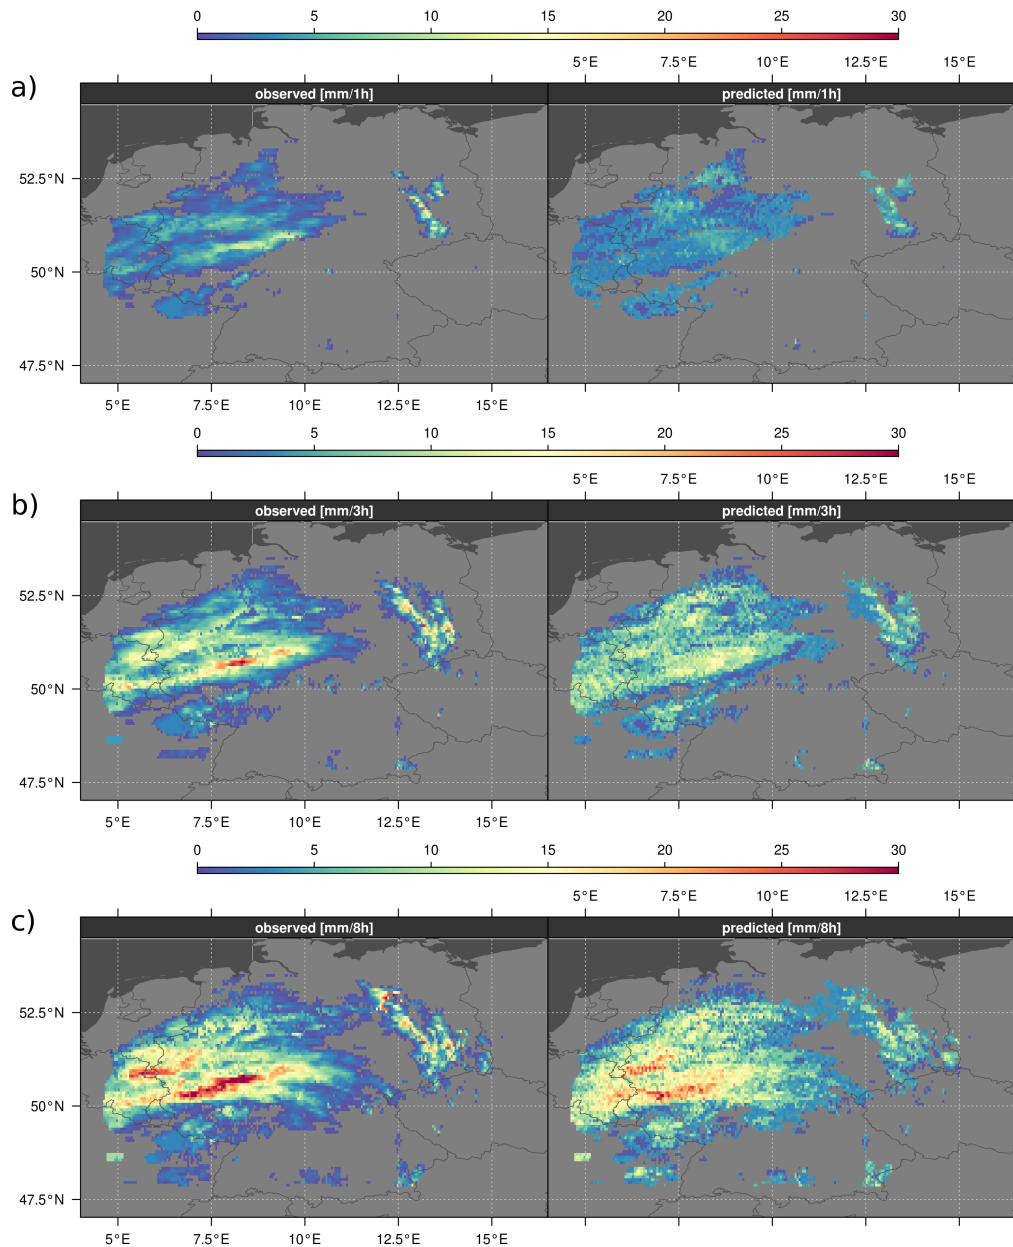 0 5 10 15 20 25 30
5°E 7.5°E 10°E 12.5°E 15°E
a)
observed [mm/1h] predicted [mm/1h]
52.5°N
50°N
47.5°N
5°E 7.5°E 10°E 12.5°E 15°E
0 5 10 15 20 25 30
5°E 7.5°E 10°E 12.5°E 15°E
b)
observed [mm/3h] predicted [mm/3h]
52.5°N
50°N
47.5°N
5°E 7.5°E 10°E 12.5°E 15°E
0 5 10 15 20 25 30
5°E 7.5°E 10°E 12.5°E 15°E
c)
observed [mm/8h] predicted [mm/8h]
52.5°N
50°N
47.5°N
5°E 7.5°E 10°E 12.5°E 15°E